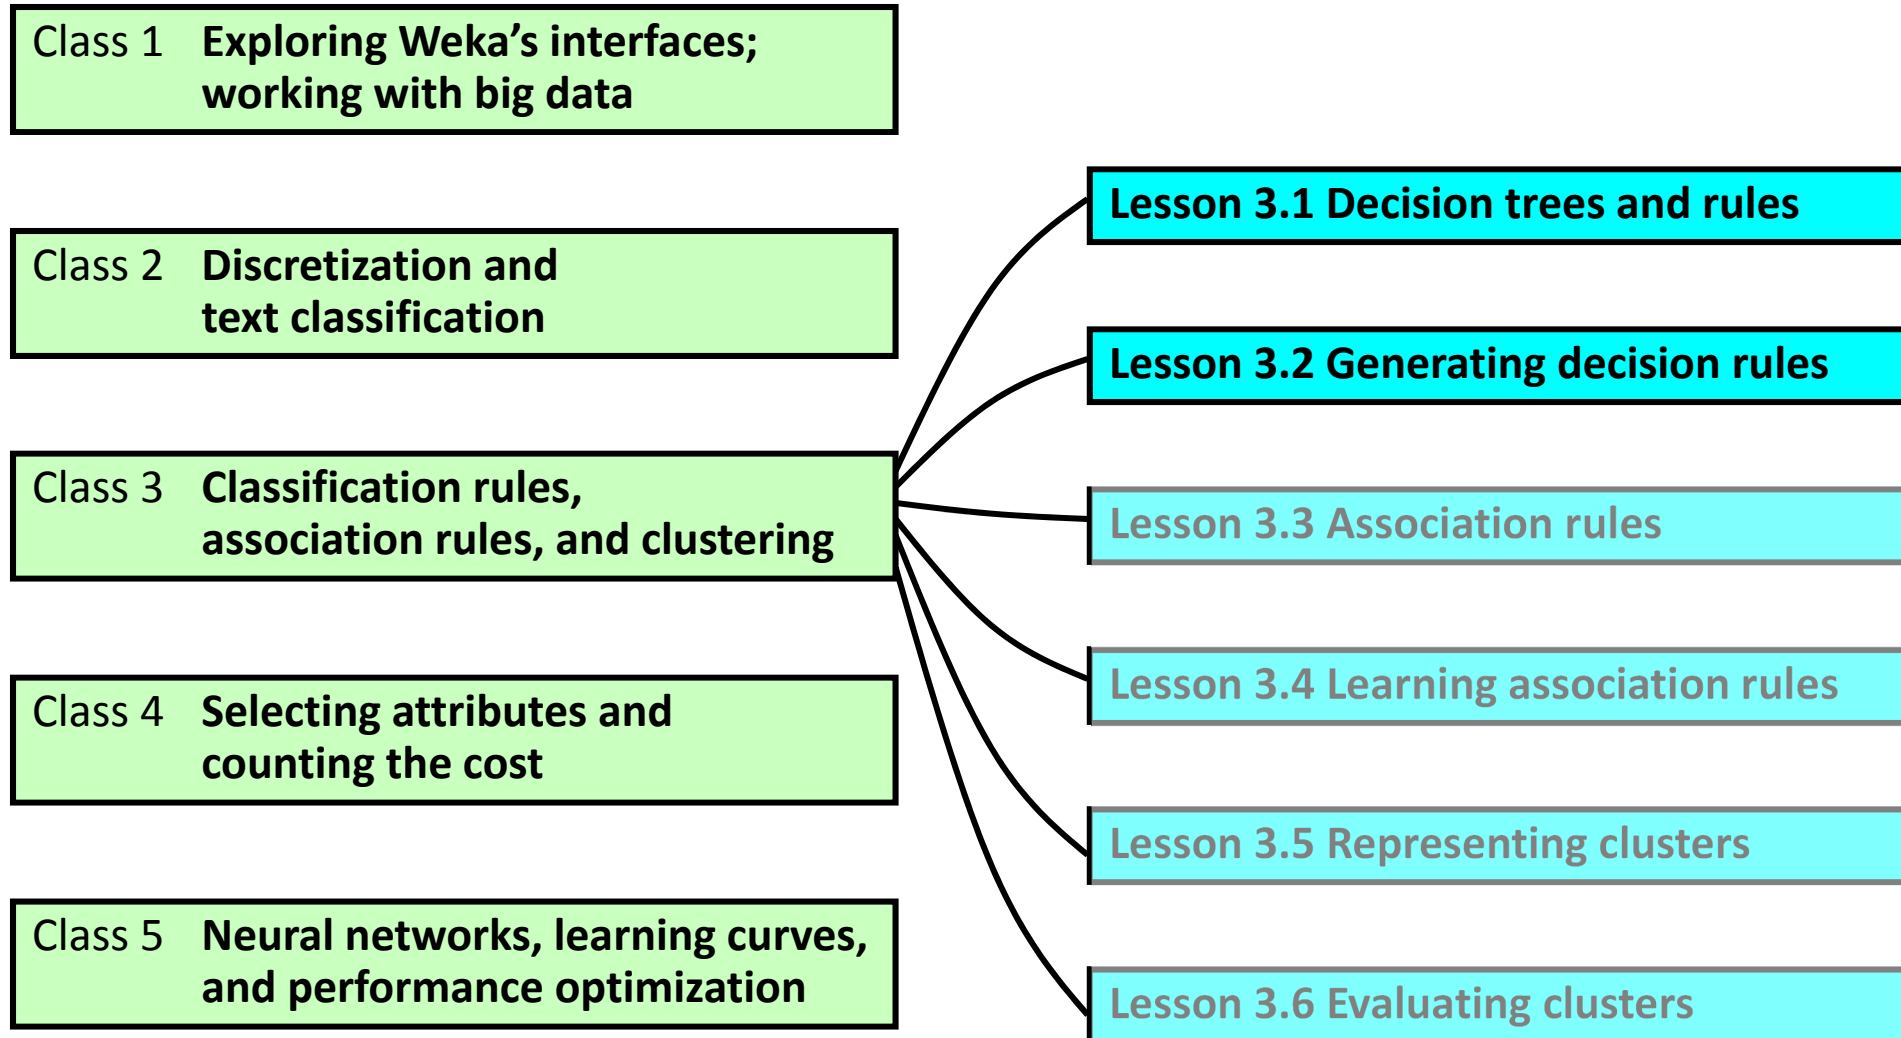 Class 1 Exploring Weka’s interfaces;
working with big data
Class 2 Discretization and
text classification
Class 3 Classification rules,
association rules, and clustering
Class 4 Selecting attributes and
counting the cost
Class 5 Neural networks, learning curves,
and performance optimization
Lesson 3.1 Decision trees and rules
Lesson 3.2 Generating decision rules
Lesson 3.3 Association rules
Lesson 3.4 Learning association rules
Lesson 3.5 Representing clusters
Lesson 3.6 Evaluating clusters